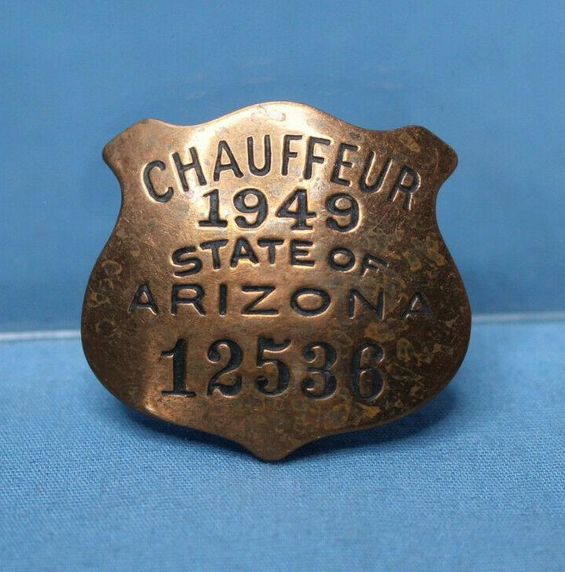 CHAUFFEUR
1949
STATE OF
ARIZONA
12536